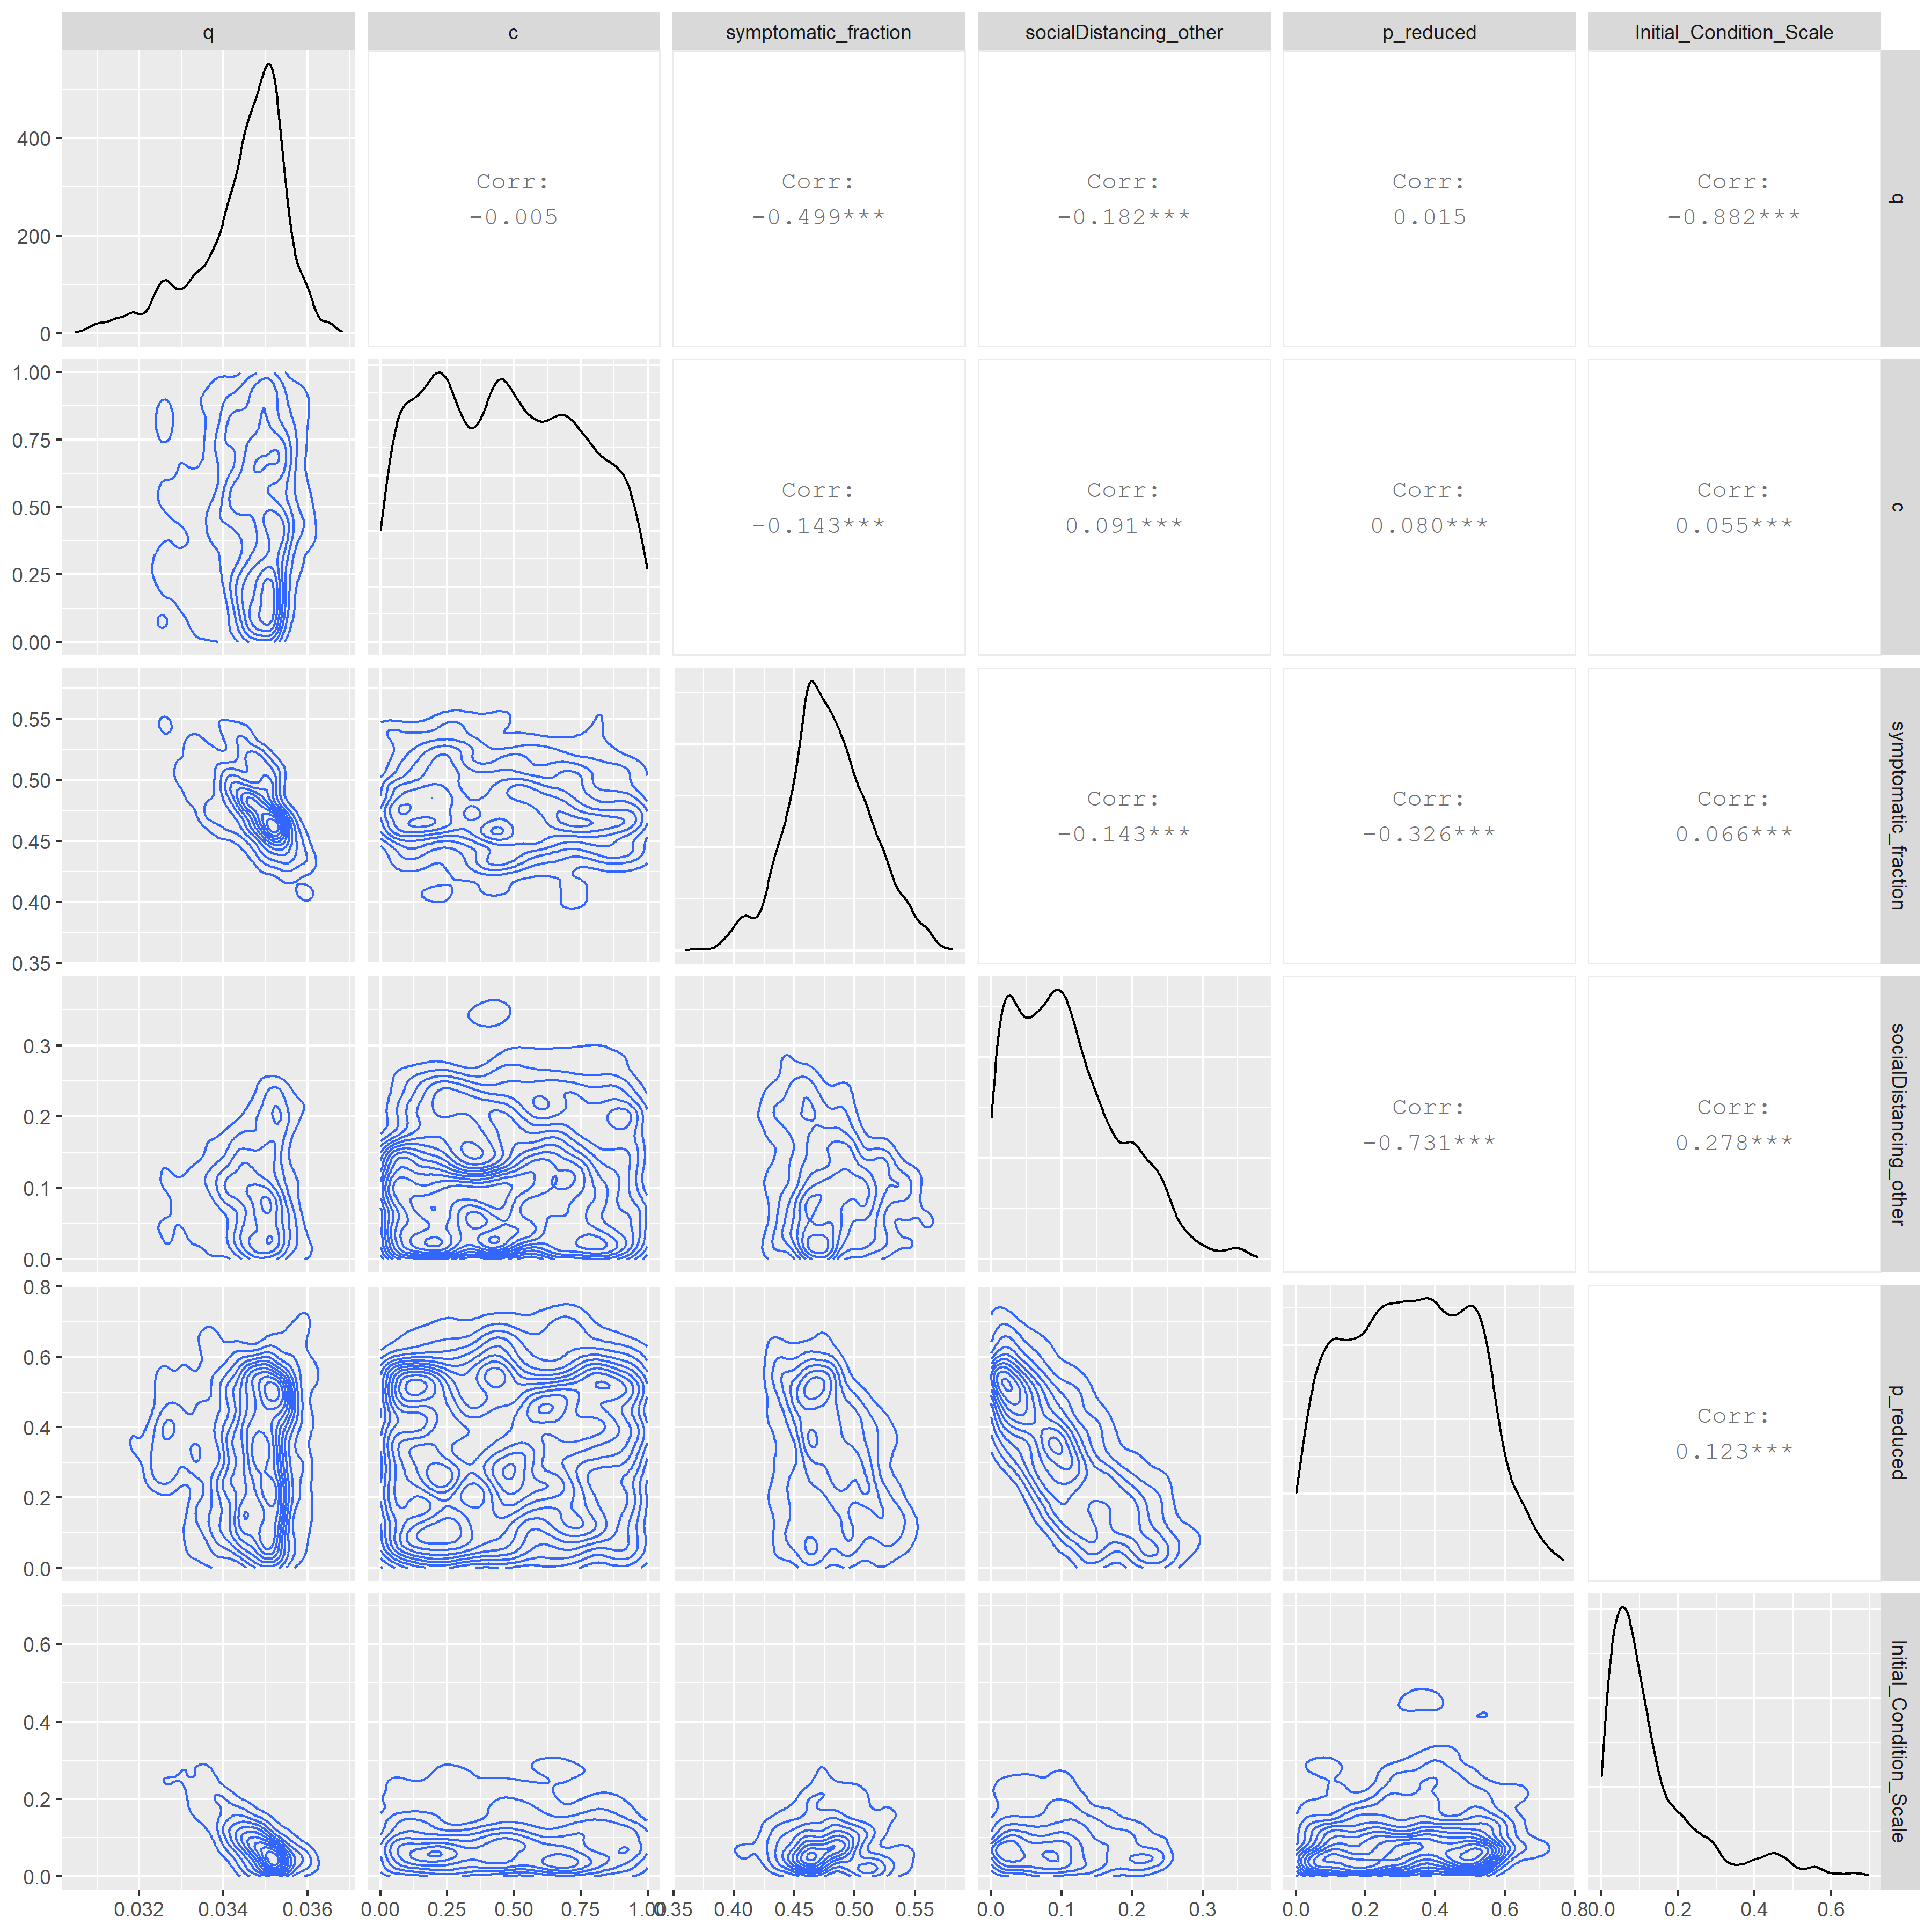 q c symptomatic_fraction socialDistancing_other p_reduced Initial_Condition_Scale
400
200
0
Corr:
-0.005
Corr:
-0.499***
Corr:
-0.182***
Corr:
0.015
Corr:
-0.882***
q
1.00
0.75
0.50
0.25
0.00
Corr:
-0.143***
Corr:
0.091***
Corr:
0.080***
Corr:
0.055***
c
0.55
0.50
0.45
0.40
0.35
Corr:
-0.143***
Corr:
-0.326***
Corr:
0.066***
symptomatic_fraction
0.3
0.2
0.1
0.0
Corr:
-0.731***
Corr:
0.278***
socialDistancing_other
0.8
0.6
0.4
0.2
0.0
Corr:
0.123***
p_reduced
0.6
0.4
0.2
0.0
Initial_Condition_Scale
0.032 0.034 0.036 0.00 0.25 0.50 0.75 1.00 0.35 0.40 0.45 0.50 0.55 0.0 0.1 0.2 0.3 0.0 0.2 0.4 0.6 0.8 0.0 0.2 0.4 0.6